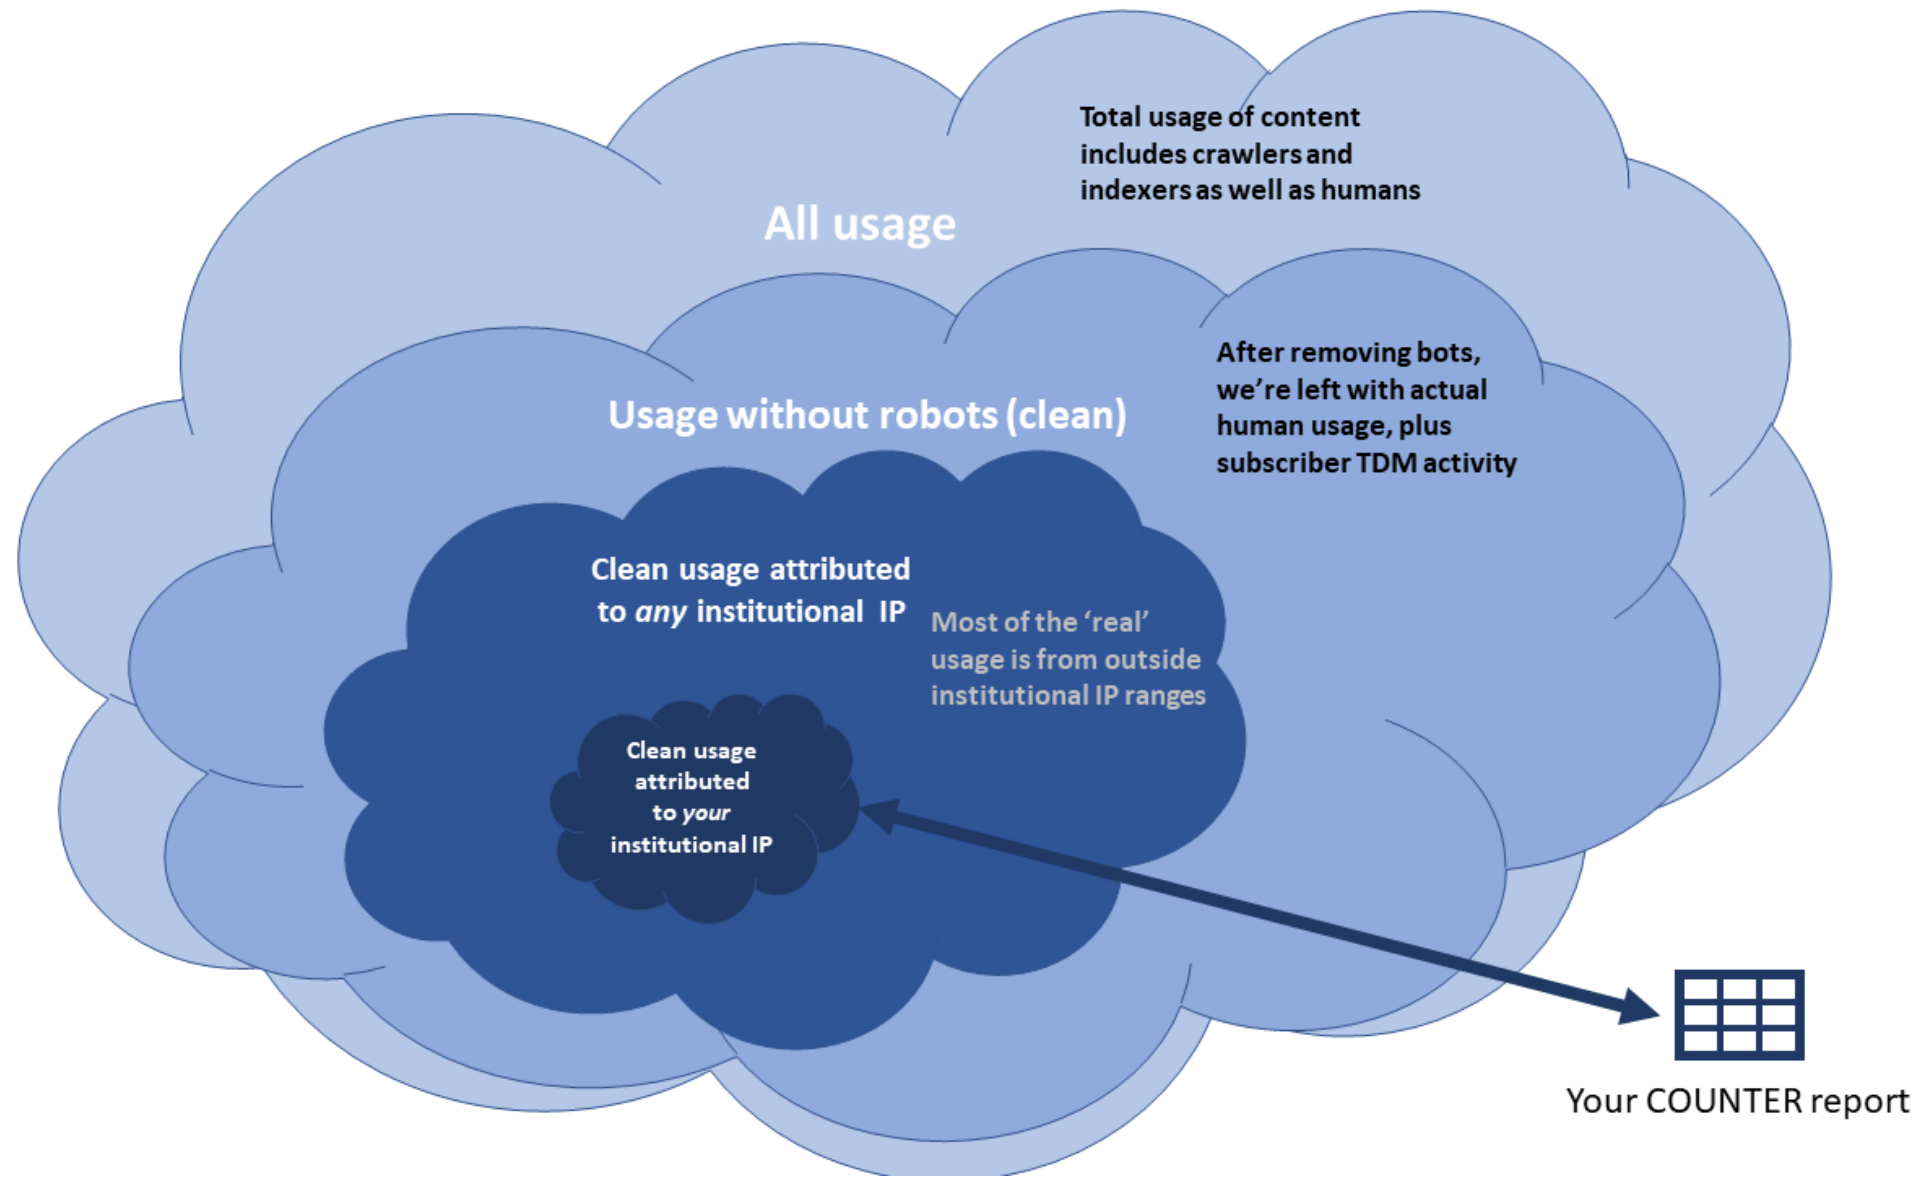 Total usage of content
includes crawlers and
indexers as well as humans
All usage
After removing bots,
we're left with actual
human usage, plus
subscriber TDM activity
Usage without robots (clean)
Clean usage attributed
to any institutional IP
Most of the ‘real’
usage is from outside
institutional IP ranges
Clean usage
attributed
to your
institutional IP
Your COUNTER report